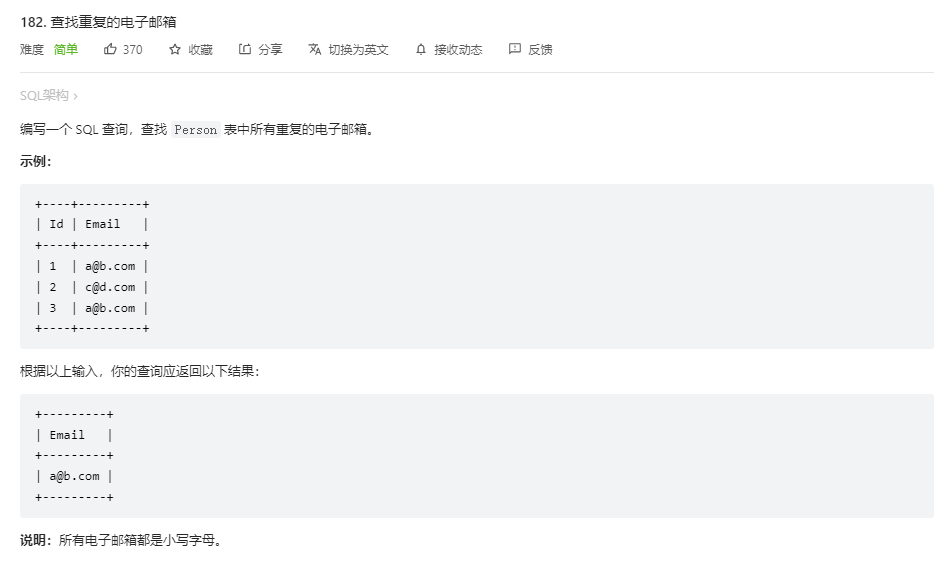 182. 查找重复的电子邮箱
难度 简单 370 收藏 分享 切换为英文 接收动态 反馈
SQL架构 ›
编写一个 SQL 查询，查找 Person 表中所有重复的电子邮箱。
示例：
+----+---------+
| Id | Email   |
+----+---------+
| 1  | a@b.com |
| 2  | c@d.com |
| 3  | a@b.com |
+----+---------+
根据以上输入，你的查询应返回以下结果：
+---------+
| Email   |
+---------+
| a@b.com |
+---------+
说明：所有电子邮箱都是小写字母。